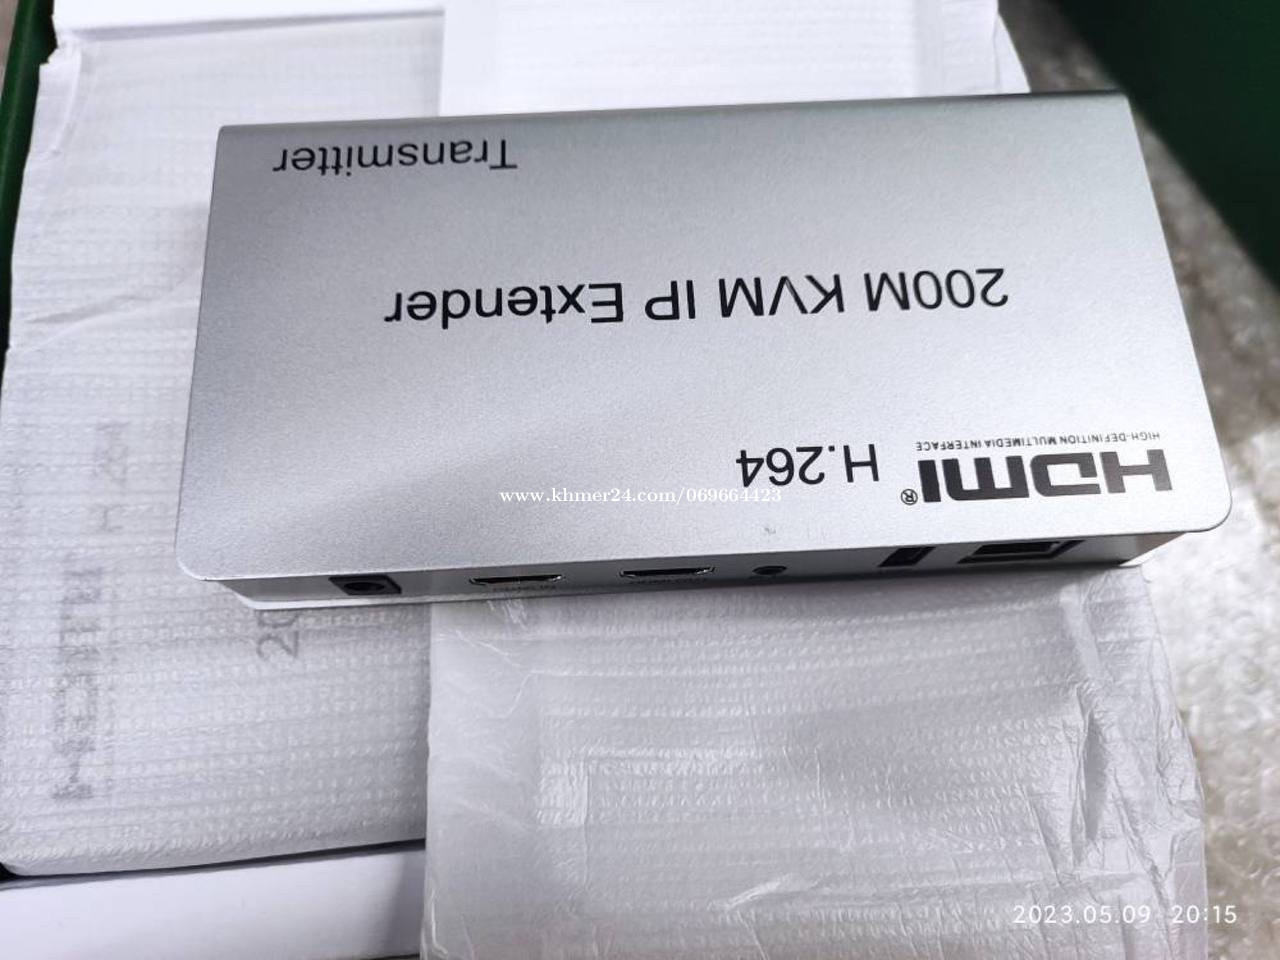 HDMI® H.264
HIGH-DEFINITION MULTIMEDIA INTERFACE
200M KVM IP Extender
Transmitter
www.khmer24.com/069664423
2023.05.09 20:15